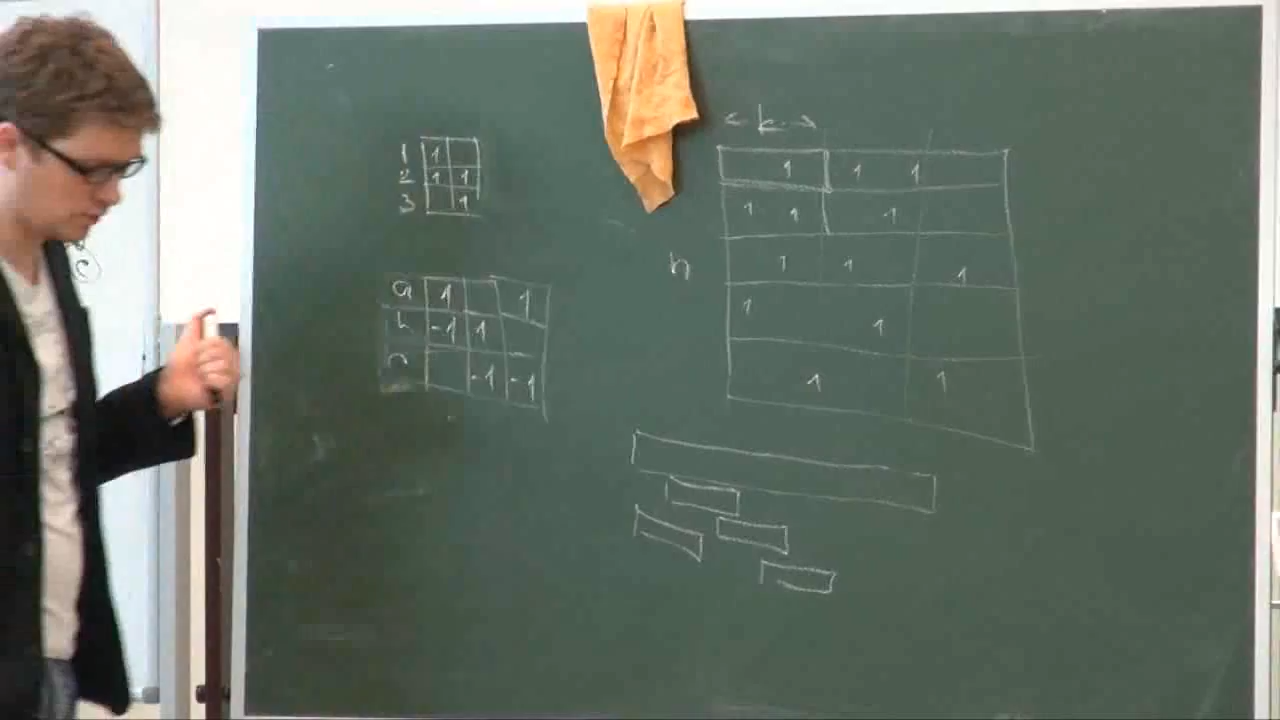 1 1
2 1 1
3 1
a 1 1
b -1 1
c -1 -1
← k →
1 1 1
1 1 1
n 1 1 1
1 1
1 1